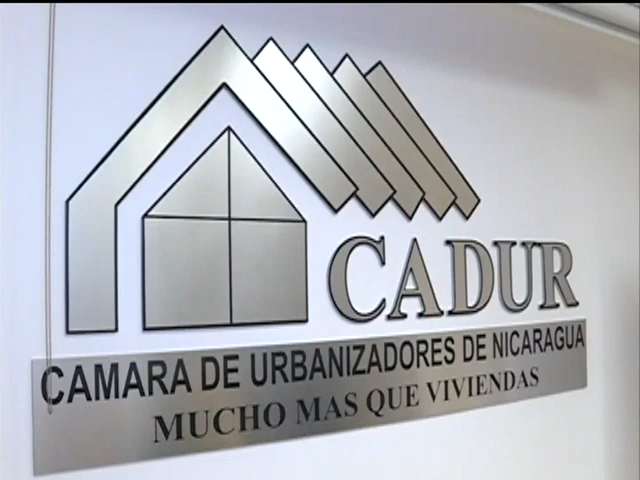 CADUR
CAMARA DE URBANIZADORES DE NICARAGUA
MUCHO MAS QUE VIVIENDAS